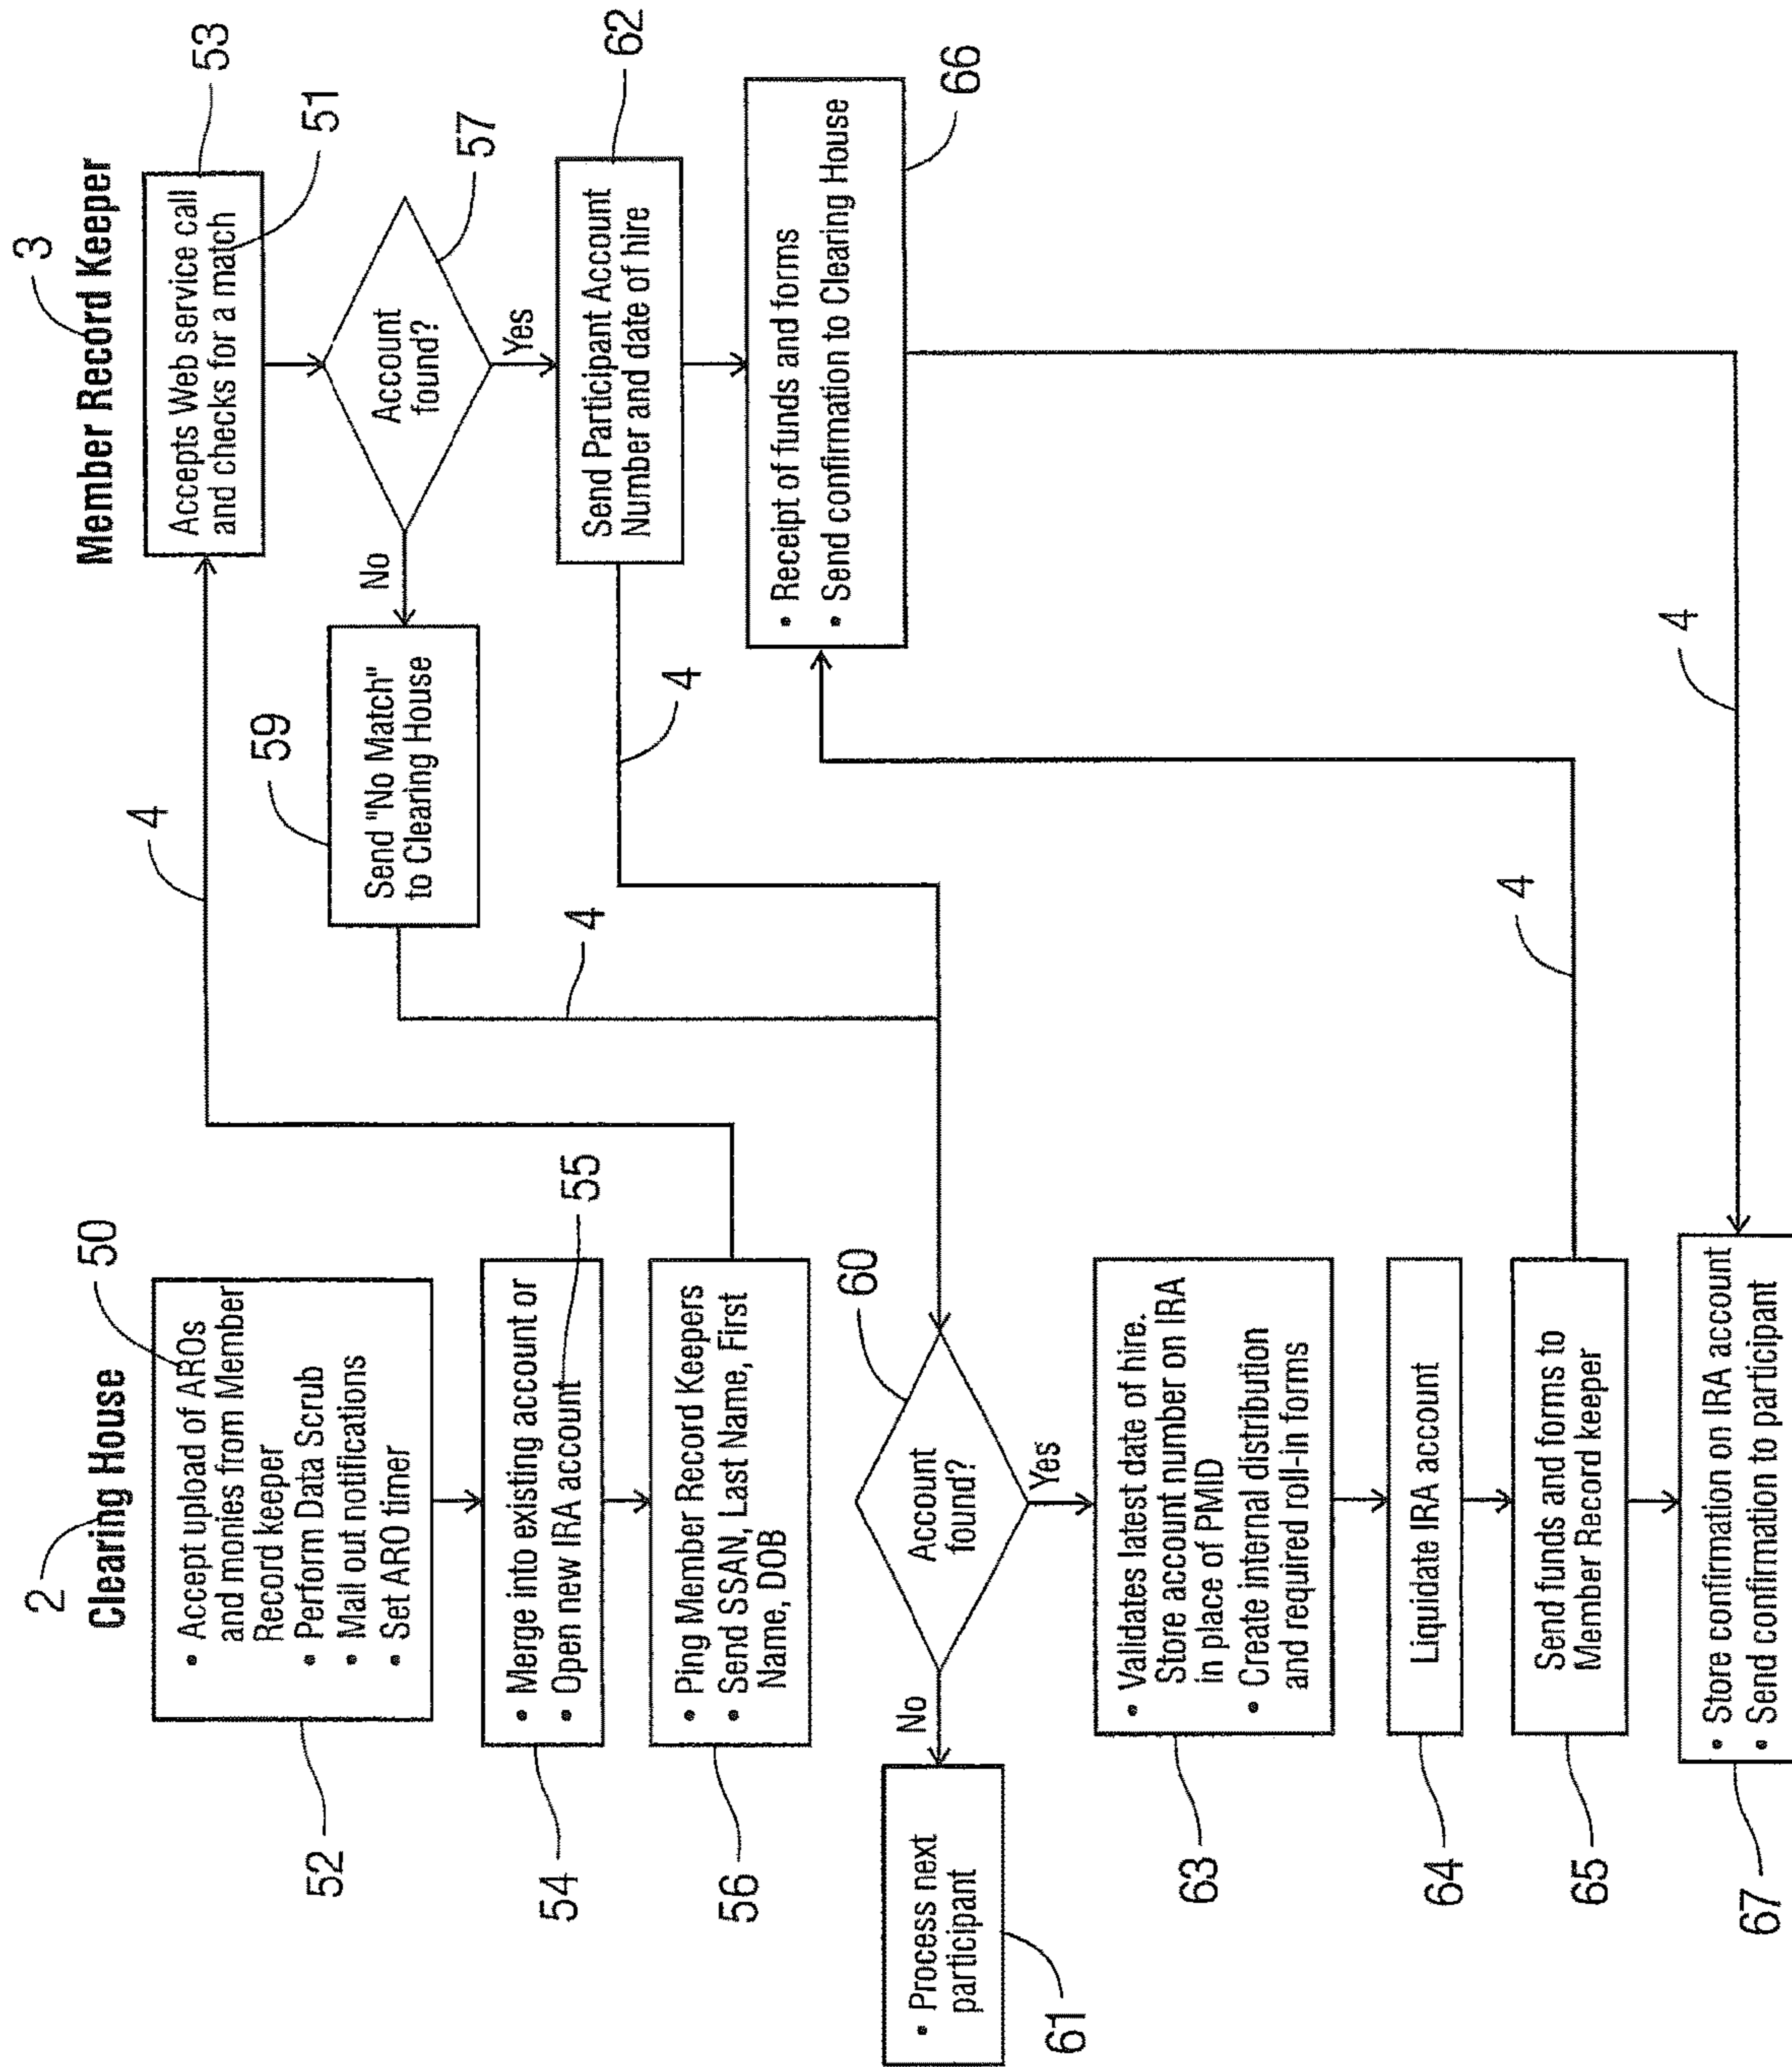 2
Clearing House
50
• Accept upload of AROs
and monies from Member
Record keeper
• Perform Data Scrub
• Mail out notifications
• Set ARO timer
52
• Merge into existing account or
• Open new IRA account
55
54
• Ping Member Record Keepers
• Send SSAN, Last Name, First
Name, DOB
56
4
3
Member Record Keeper
53
Accepts Web service call
and checks for a match
51
Account
found?
57
No
Yes
59
Send "No Match"
to Clearing House
4
62
Send Participant Account
Number and date of hire
4
66
• Receipt of funds and forms
• Send confirmation to Clearing House
60
Account
found?
No
Yes
• Process next
participant
61
• Validates latest date of hire.
Store account number on IRA
in place of PMID
• Create internal distribution
and required roll-in forms
63
Liquidate IRA account
64
Send funds and forms to
Member Record keeper
65
4
4
• Store confirmation on IRA account
• Send confirmation to participant
67